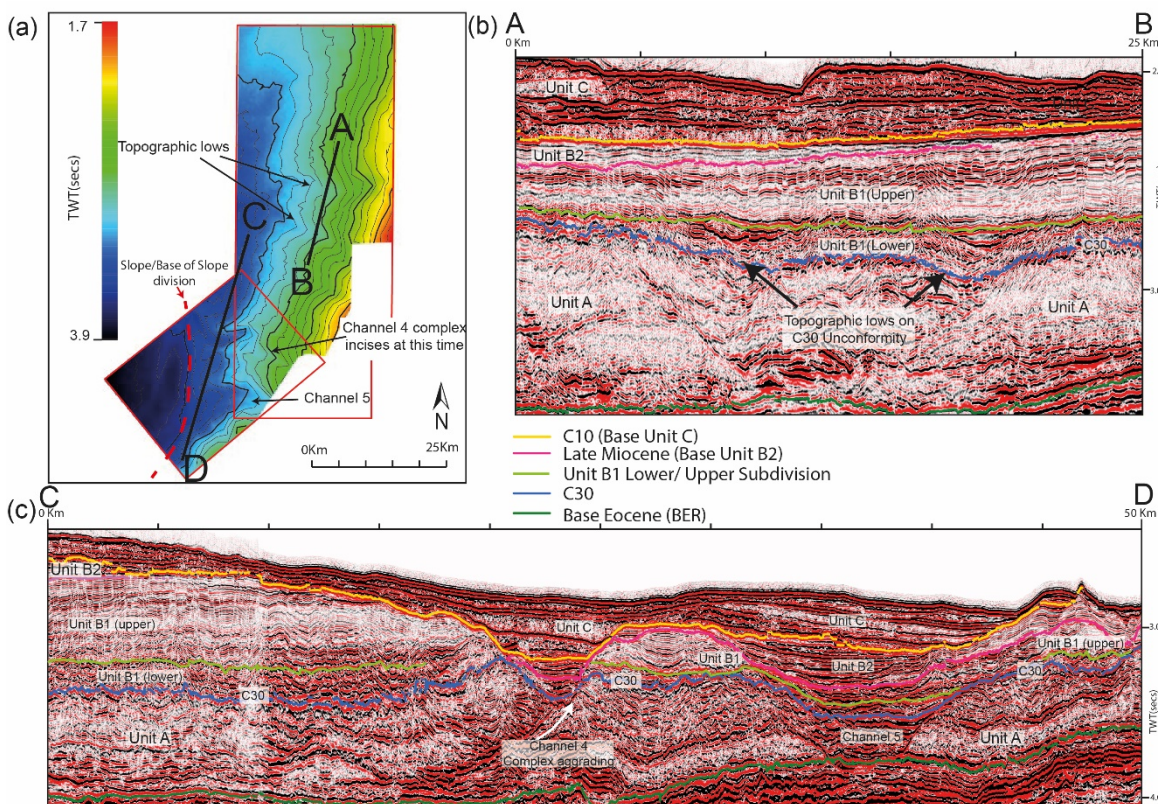 (a)
1.7
TWT(secs)
3.9
Topographic lows
A
C
B
Slope/Base of Slope
division
Channel 4 complex
incises at this time
Channel 5
N
D
0Km
25Km
(b)
A
B
0 Km
25 Km
Unit C
Unit B2
Unit B1(Upper)
Unit B1(Lower)
C30
Unit A
Unit A
Topographic lows on
C30 Unconformity
3.0
C10 (Base Unit C)
Late Miocene (Base Unit B2)
Unit B1 Lower/ Upper Subdivision
C30
Base Eocene (BER)
(c)
C
D
0 Km
50 Km
Unit B2
Unit B1 (upper)
Unit B1 (lower)
C30
Unit A
Unit C
Unit B1
C30
Channel 4
Complex aggrading
Unit C
Unit B2
Channel 5
Unit A
C30
Unit B1 (upper)
3.0
TWT(secs)